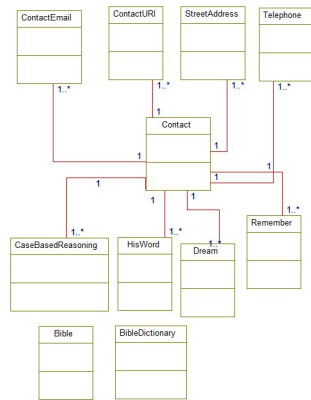 ContactEmail
ContactURI
StreetAddress
Telephone
1..*
1..*
1..*
1..*
1
Contact
1
1
1
1
1
1
1
1..*
1..*
1..*
1..*
CaseBasedReasoning
HisWord
Dream
Remember
Bible
BibleDictionary